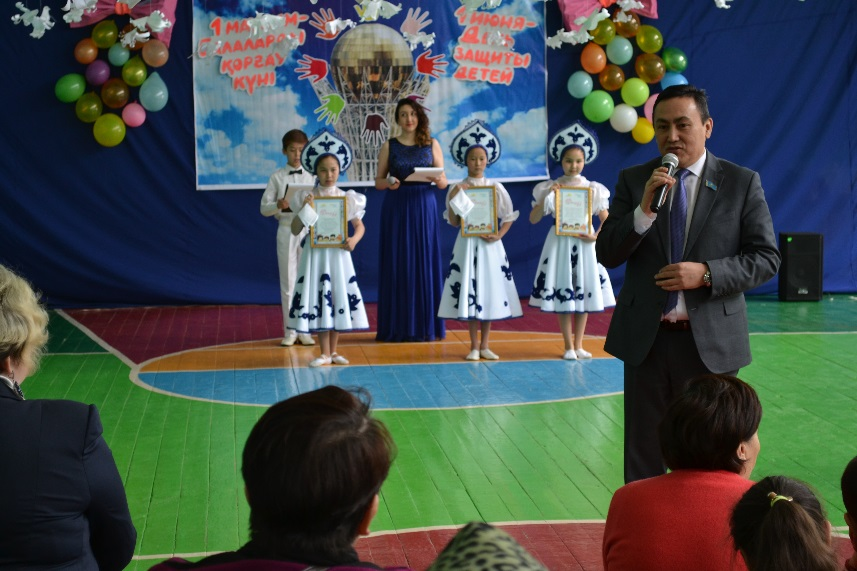 1 МАУСЫМ-
БАЛАЛАРДЫ
ҚОРҒАУ
КҮНІ
1 ИЮНЯ-
ДЕНЬ
ЗАЩИТЫ
ДЕТЕЙ